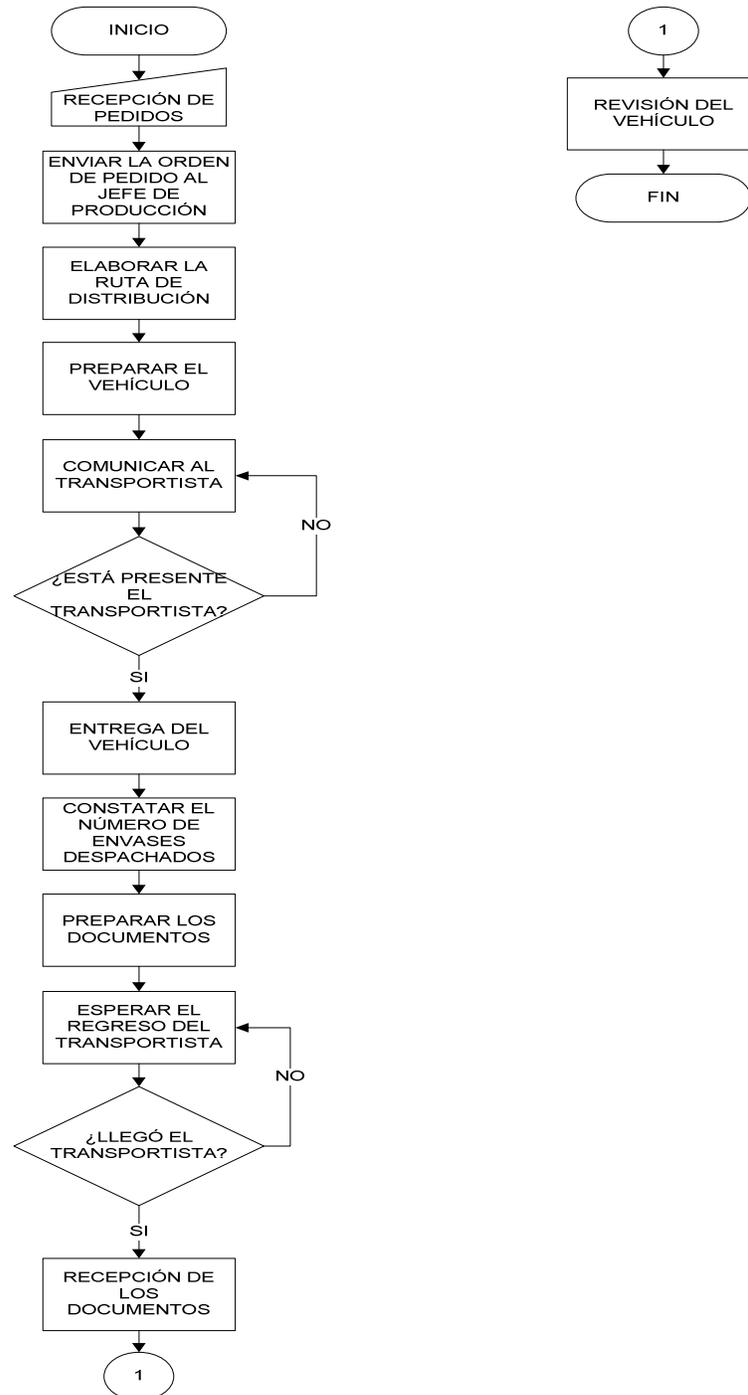 INICIO
RECEPCIÓN DE
PEDIDOS
ENVIAR LA ORDEN
DE PEDIDO AL
JEFE DE
PRODUCCIÓN
ELABORAR LA
RUTA DE
DISTRIBUCIÓN
PREPARAR EL
VEHÍCULO
COMUNICAR AL
TRANSPORTISTA
NO
¿ESTÁ PRESENTE
EL
TRANSPORTISTA?
SI
ENTREGA DEL
VEHÍCULO
CONSTATAR EL
NÚMERO DE
ENVASES
DESPACHADOS
PREPARAR LOS
DOCUMENTOS
ESPERAR EL
REGRESO DEL
TRANSPORTISTA
NO
¿LLEGÓ EL
TRANSPORTISTA?
SI
RECEPCIÓN DE
LOS
DOCUMENTOS
1
1
REVISIÓN DEL
VEHÍCULO
FIN